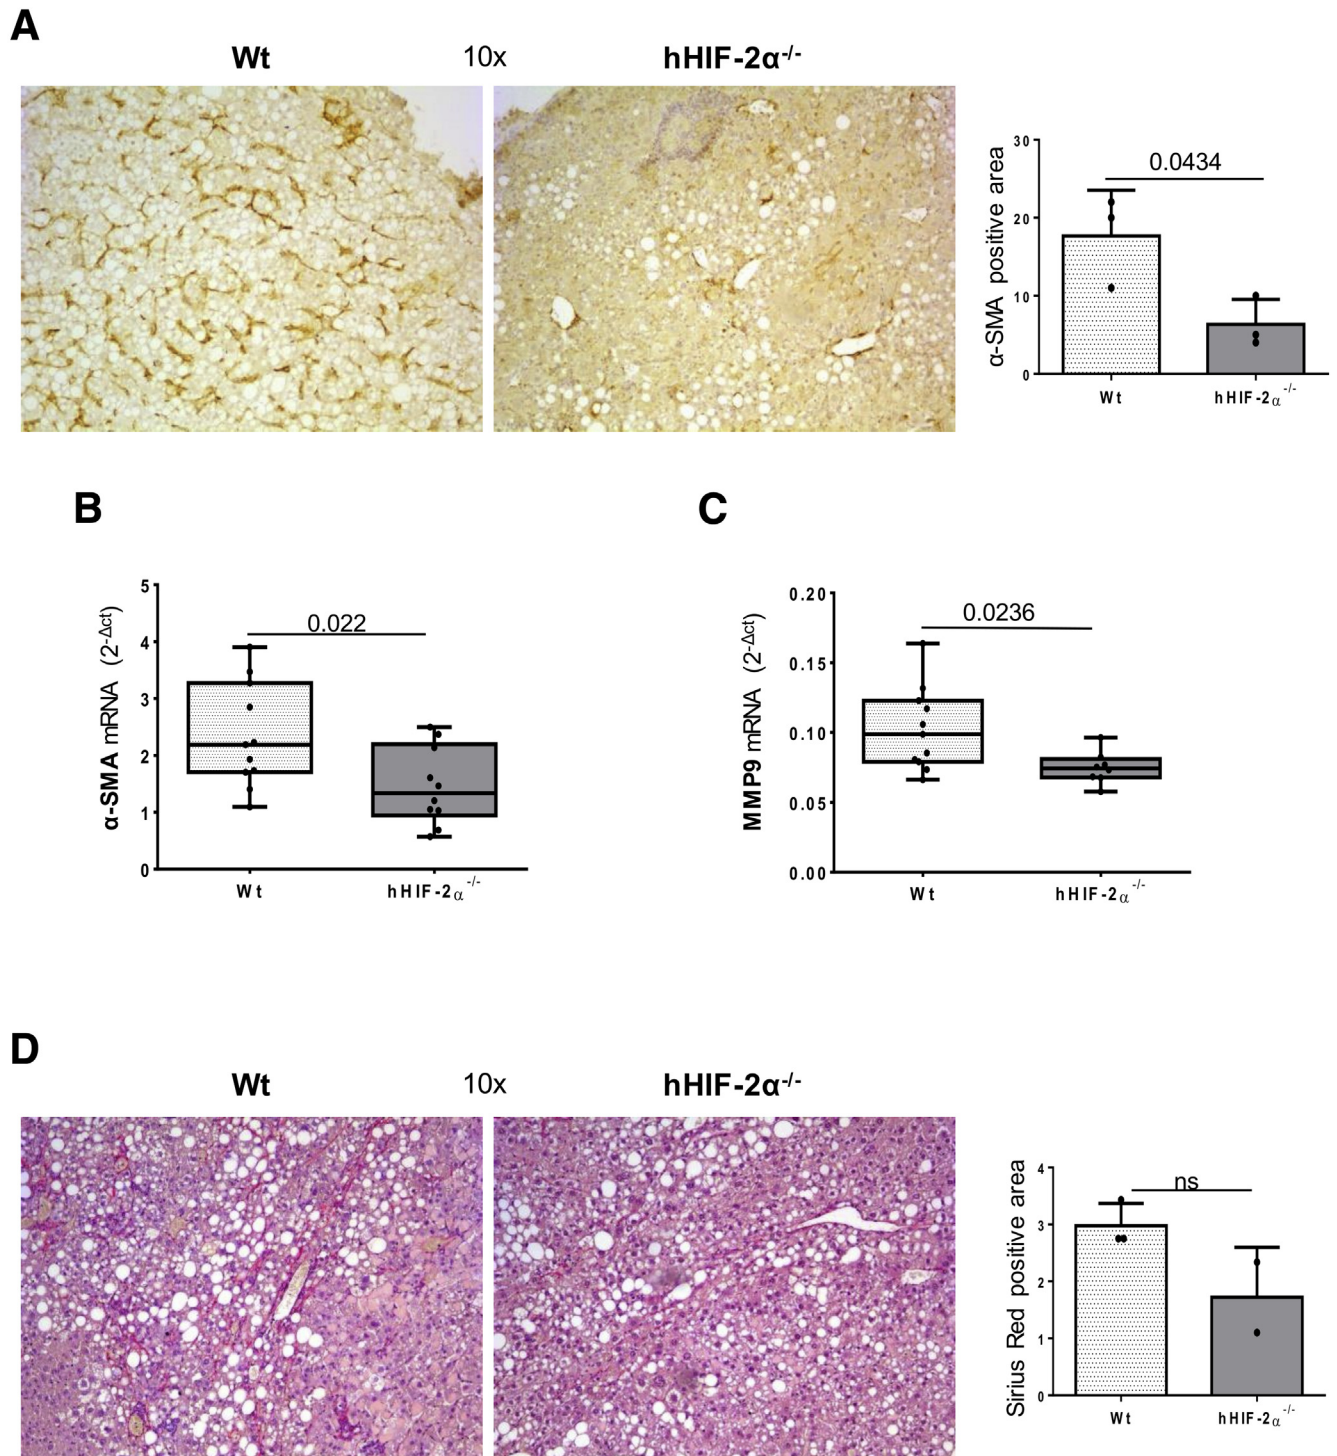 A
Wt 10x hHIF-2α-/-
α-SMA positive area
30
20
10
0
0.0434
Wt
hHIF-2α-/-
B
α-SMA mRNA (2-Δct)
5
4
3
2
1
0
0.022
Wt
hHIF-2α-/-
C
MMP9 mRNA (2-Δct)
0.20
0.15
0.10
0.05
0.00
0.0236
Wt
hHIF-2α-/-
D
Wt 10x hHIF-2α-/-
Sirius Red positive area
4
3
2
1
0
ns
Wt
hHIF-2α-/-